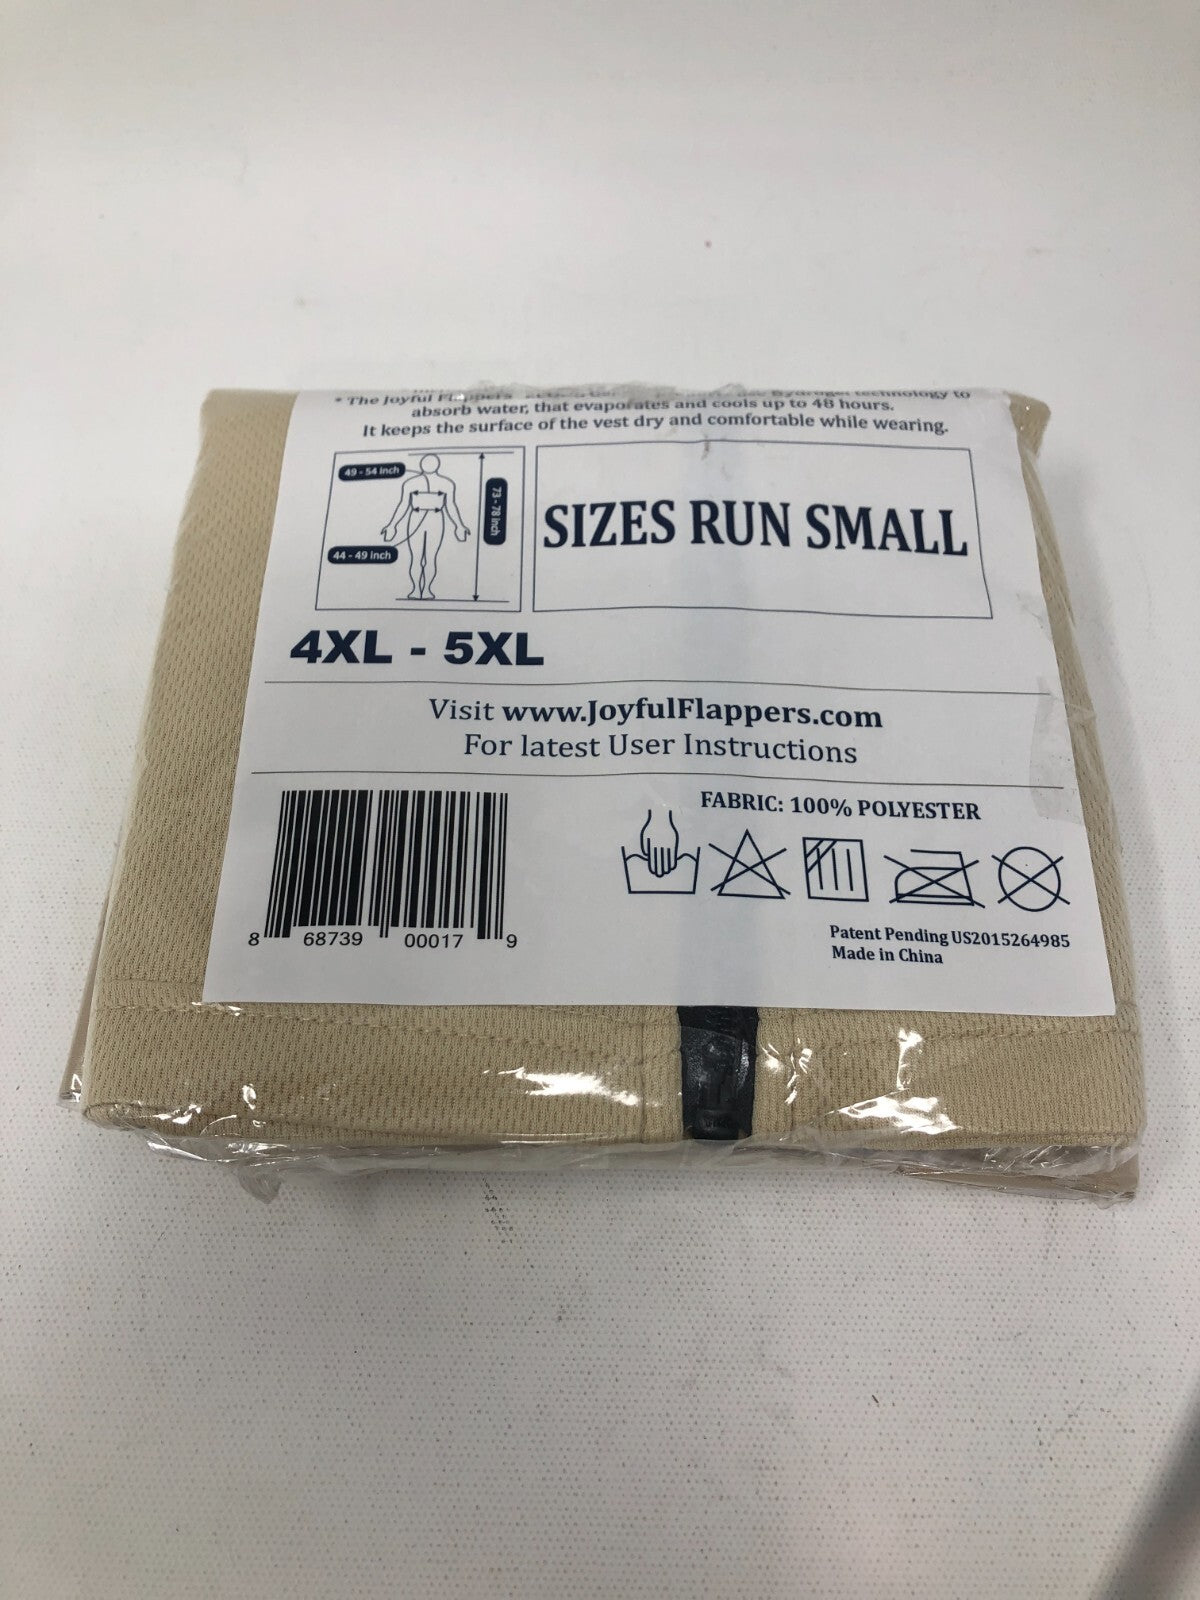 * The Joyful Flappers technology to
absorb water, that evaporates and cools up to 48 hours.
It keeps the surface of the vest dry and comfortable while wearing.
49 - 54 inch
73 - 78 inch
44 - 49 inch
SIZES RUN SMALL
4XL - 5XL
Visit www.JoyfulFlappers.com
For latest User Instructions
FABRIC: 100% POLYESTER
8 68739 00017 9
Patent Pending US2015264985
Made in China